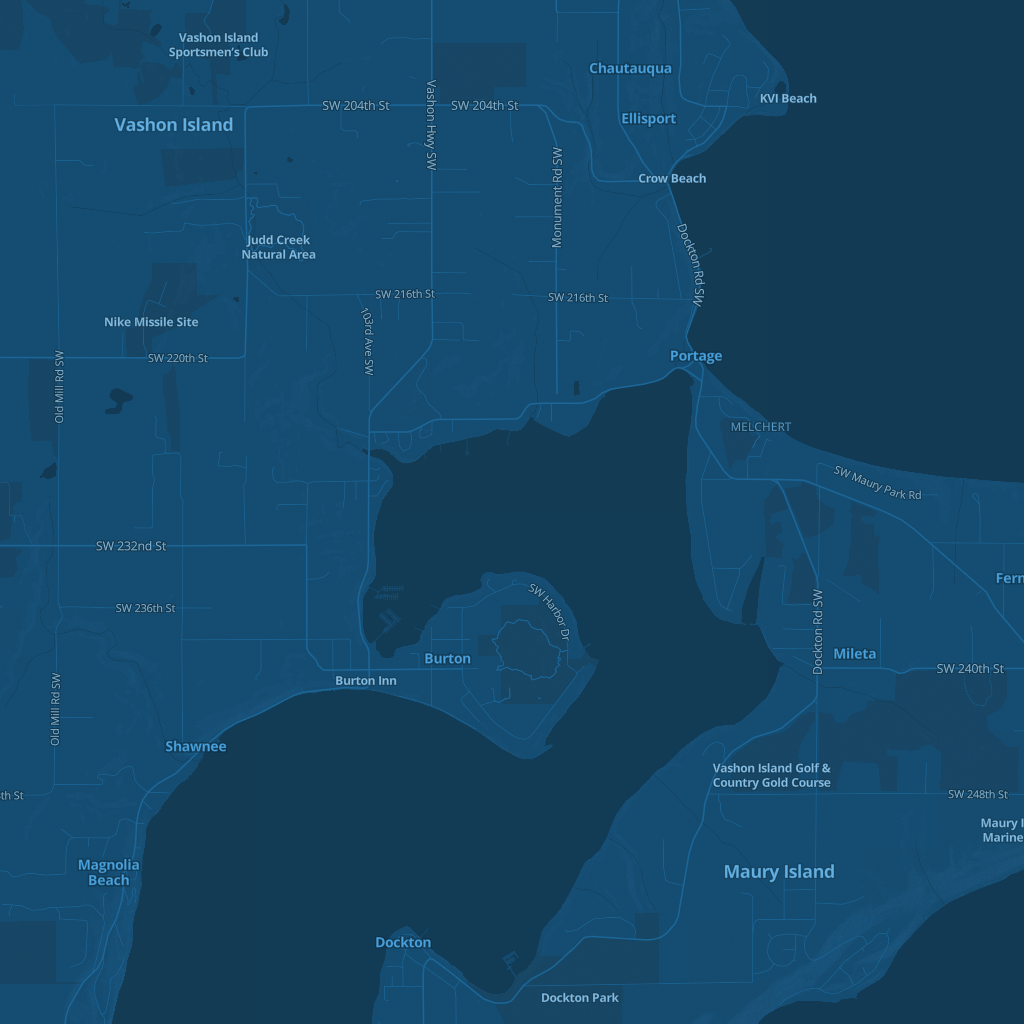 Vashon Island
Sportsmen's Club
Chautauqua
KVI Beach
SW 204th St
SW 204th St
Vashon Hwy SW
Ellisport
Vashon Island
Crow Beach
Monument Rd SW
Judd Creek
Natural Area
Dockton Rd SW
SW 216th St
SW 216th St
Nike Missile Site
103rd Ave SW
SW 220th St
Portage
Old Mill Rd SW
MELCHERT
SW Maury Park Rd
SW 232nd St
Fern
SW 236th St
SW Harbor Dr
Dockton Rd SW
Burton
Mileta
SW 240th St
Burton Inn
Old Mill Rd SW
Shawnee
Vashon Island Golf &
Country Gold Course
th St
SW 248th St
Maury I
Marine
Magnolia
Beach
Maury Island
Dockton
Dockton Park